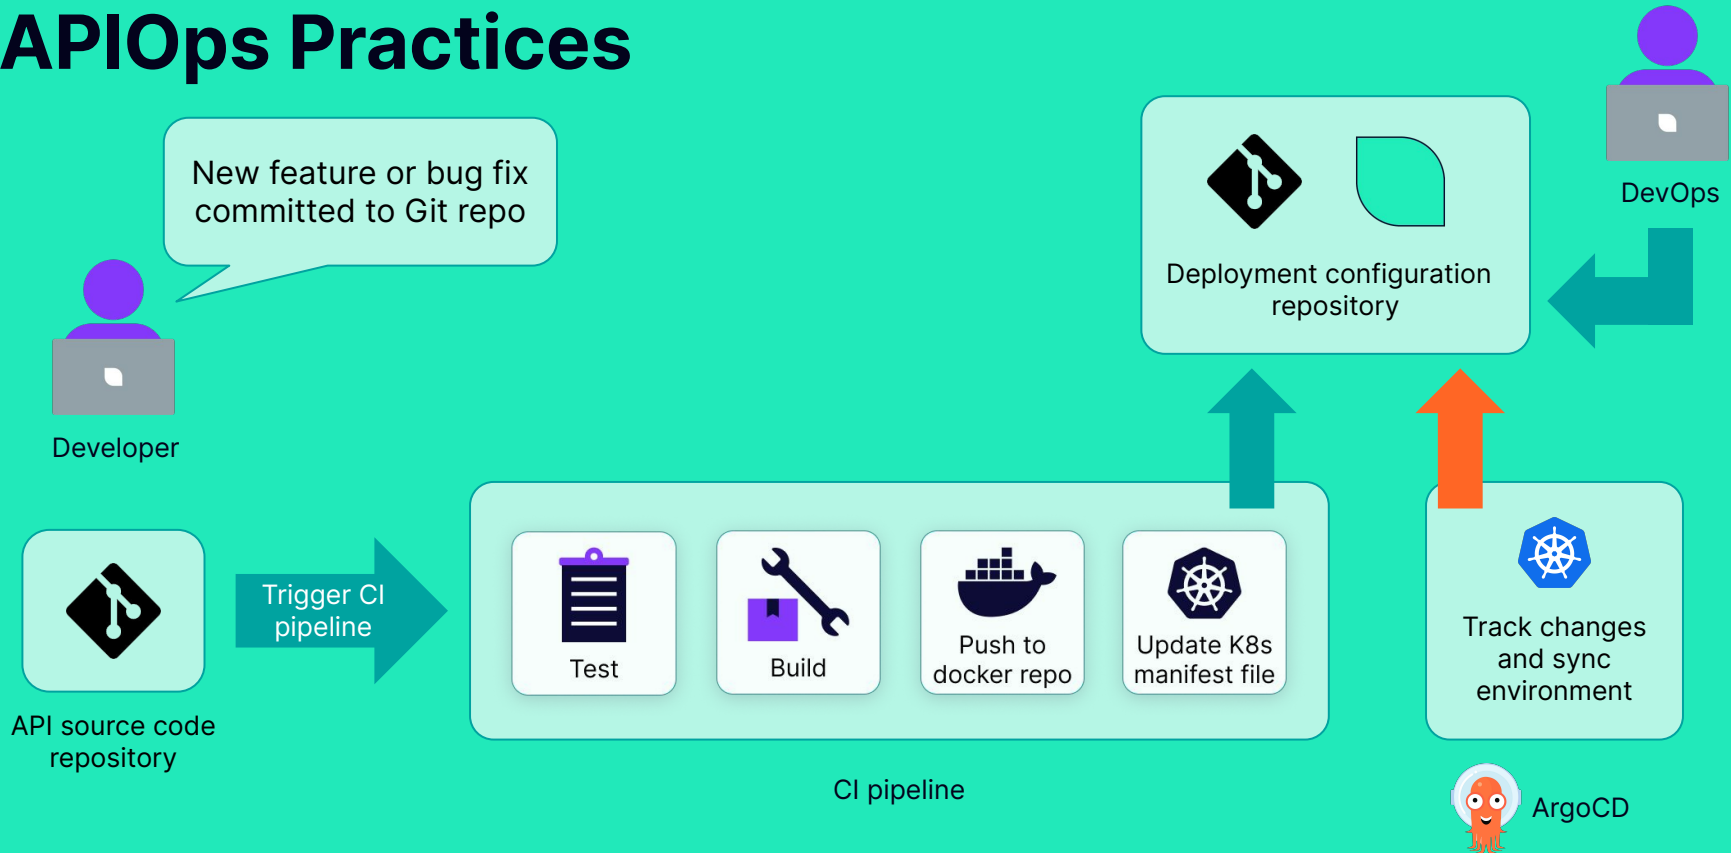 APIOps Practices
New feature or bug fix
committed to Git repo
Developer
DevOps
Deployment configuration
repository
API source code
repository
Trigger CI
pipeline
Test
Build
Push to
docker repo
Update K8s
manifest file
CI pipeline
Track changes
and sync
environment
ArgoCD